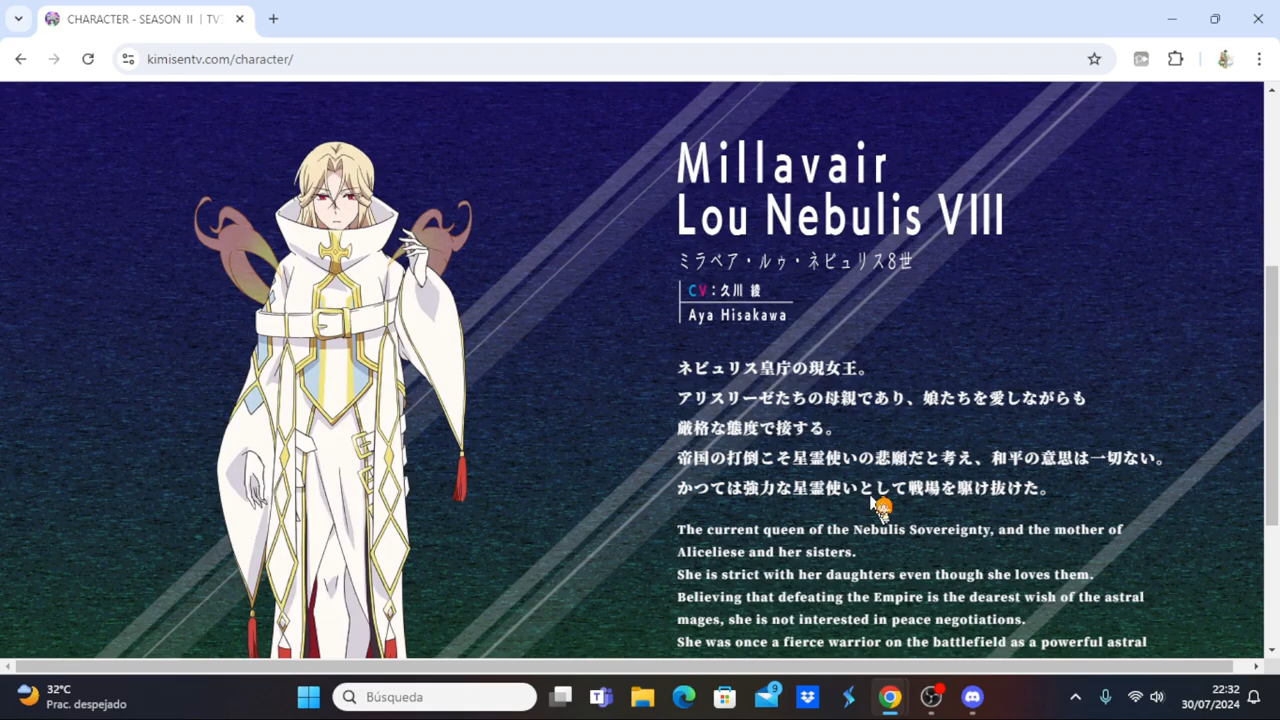 CHARACTER - SEASON Ⅱ | TV
kimisentv.com/character/
Millavair
Lou Nebulis VIII
ミラベア・ルゥ・ネビュリス8世
CV：久川 綾
Aya Hisakawa
ネビュリス皇庁の現女王。
アリスリーゼたちの母親であり、娘たちを愛しながらも
厳格な態度で接する。
帝国の打倒こそ星霊使いの悲願だと考え、和平の意思は一切ない。
かつては強力な星霊使いとして戦場を駆け抜けた。
The current queen of the Nebulis Sovereignty, and the mother of
Aliceliese and her sisters.
She is strict with her daughters even though she loves them.
Believing that defeating the Empire is the dearest wish of the astral
mages, she is not interested in peace negotiations.
She was once a fierce warrior on the battlefield as a powerful astral
32°C
Prac. despejado
Búsqueda
9
22:32
30/07/2024